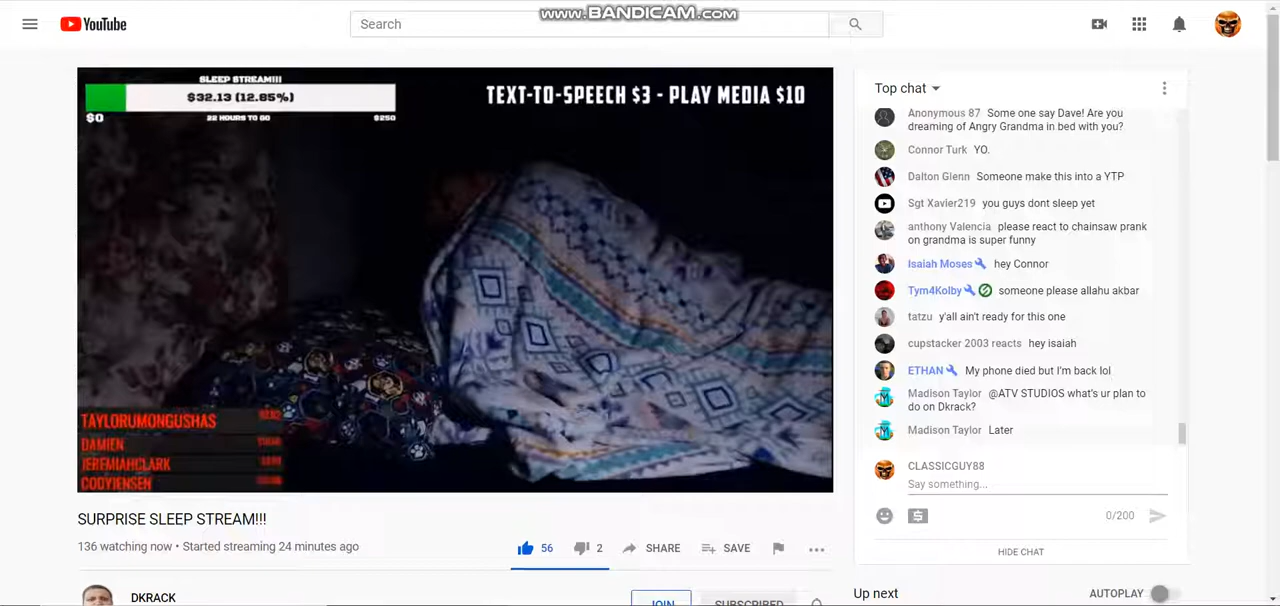 www.BANDICAM.com
YouTube
Search
SLEEP STREAM!!!
$32.13 (12.85%)
$0
22 HOURS TO GO
$250
TEXT-TO-SPEECH $3 - PLAY MEDIA $10
TAYLORUMONGUSHAS
DAMIEN
JEREMIAHCLARK
CODYJENSEN
SURPRISE SLEEP STREAM!!!
136 watching now • Started streaming 24 minutes ago
56
2
SHARE
SAVE
DKRACK
JOIN
SUBSCRIBED
Top chat
Anonymous 87 Some one say Dave! Are you
dreaming of Angry Grandma in bed with you?
Connor Turk YO.
Dalton Glenn Someone make this into a YTP
Sgt Xavier219 you guys dont sleep yet
anthony Valencia please react to chainsaw prank
on grandma is super funny
Isaiah Moses hey Connor
Tym4Kolby someone please allahu akbar
tatzu y'all ain't ready for this one
cupstacker 2003 reacts hey isaiah
ETHAN My phone died but I'm back lol
Madison Taylor @ATV STUDIOS what's ur plan to
do on Dkrack?
Madison Taylor Later
CLASSICGUY88
Say something...
0/200
HIDE CHAT
Up next
AUTOPLAY